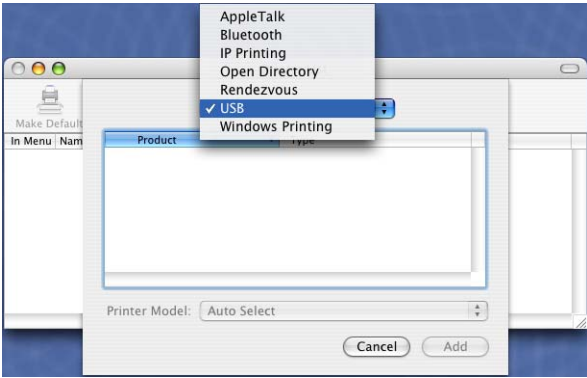 AppleTalk
Bluetooth
IP Printing
Open Directory
Rendezvous
✓ USB
Windows Printing
Make Default
In Menu Nam
Product Type
Printer Model: Auto Select
Cancel Add